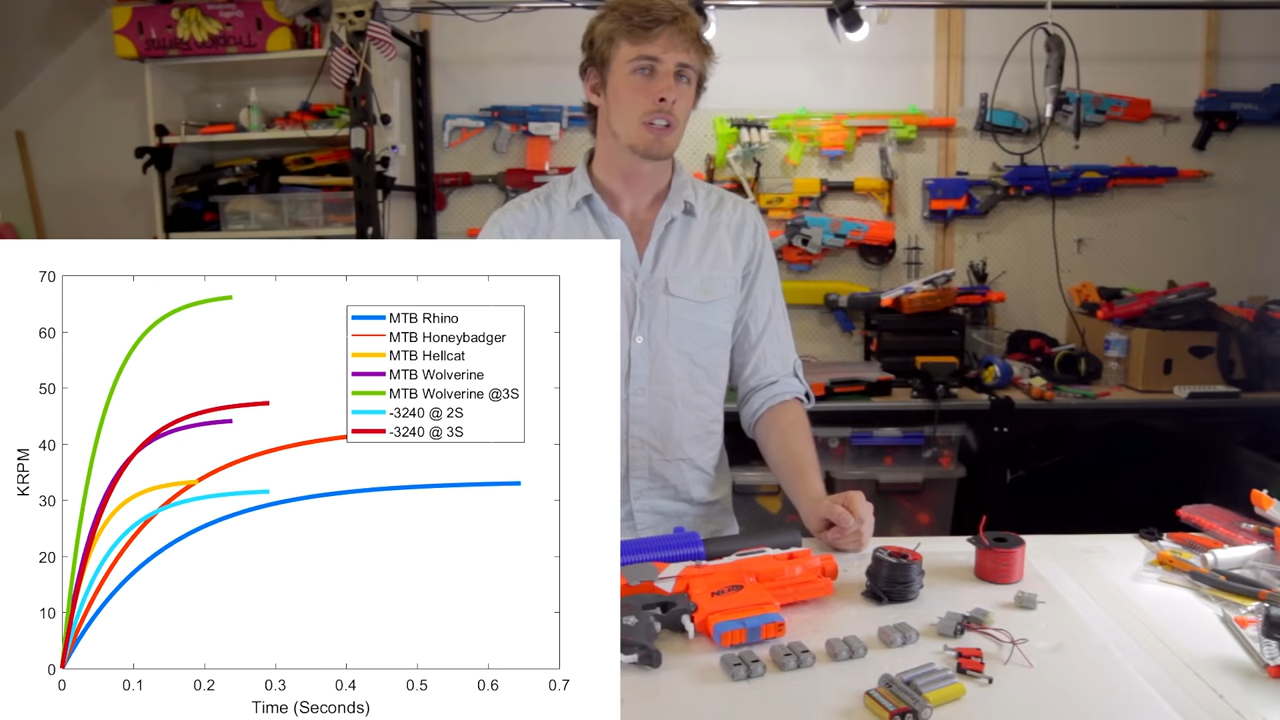 Tropico Farms
70
60
50
40
30
20
10
0
KRPM
0 0.1 0.2 0.3 0.4 0.5 0.6 0.7
Time (Seconds)
MTB Rhino
MTB Honeybadger
MTB Hellcat
MTB Wolverine
MTB Wolverine @3S
-3240 @ 2S
-3240 @ 3S
NERF